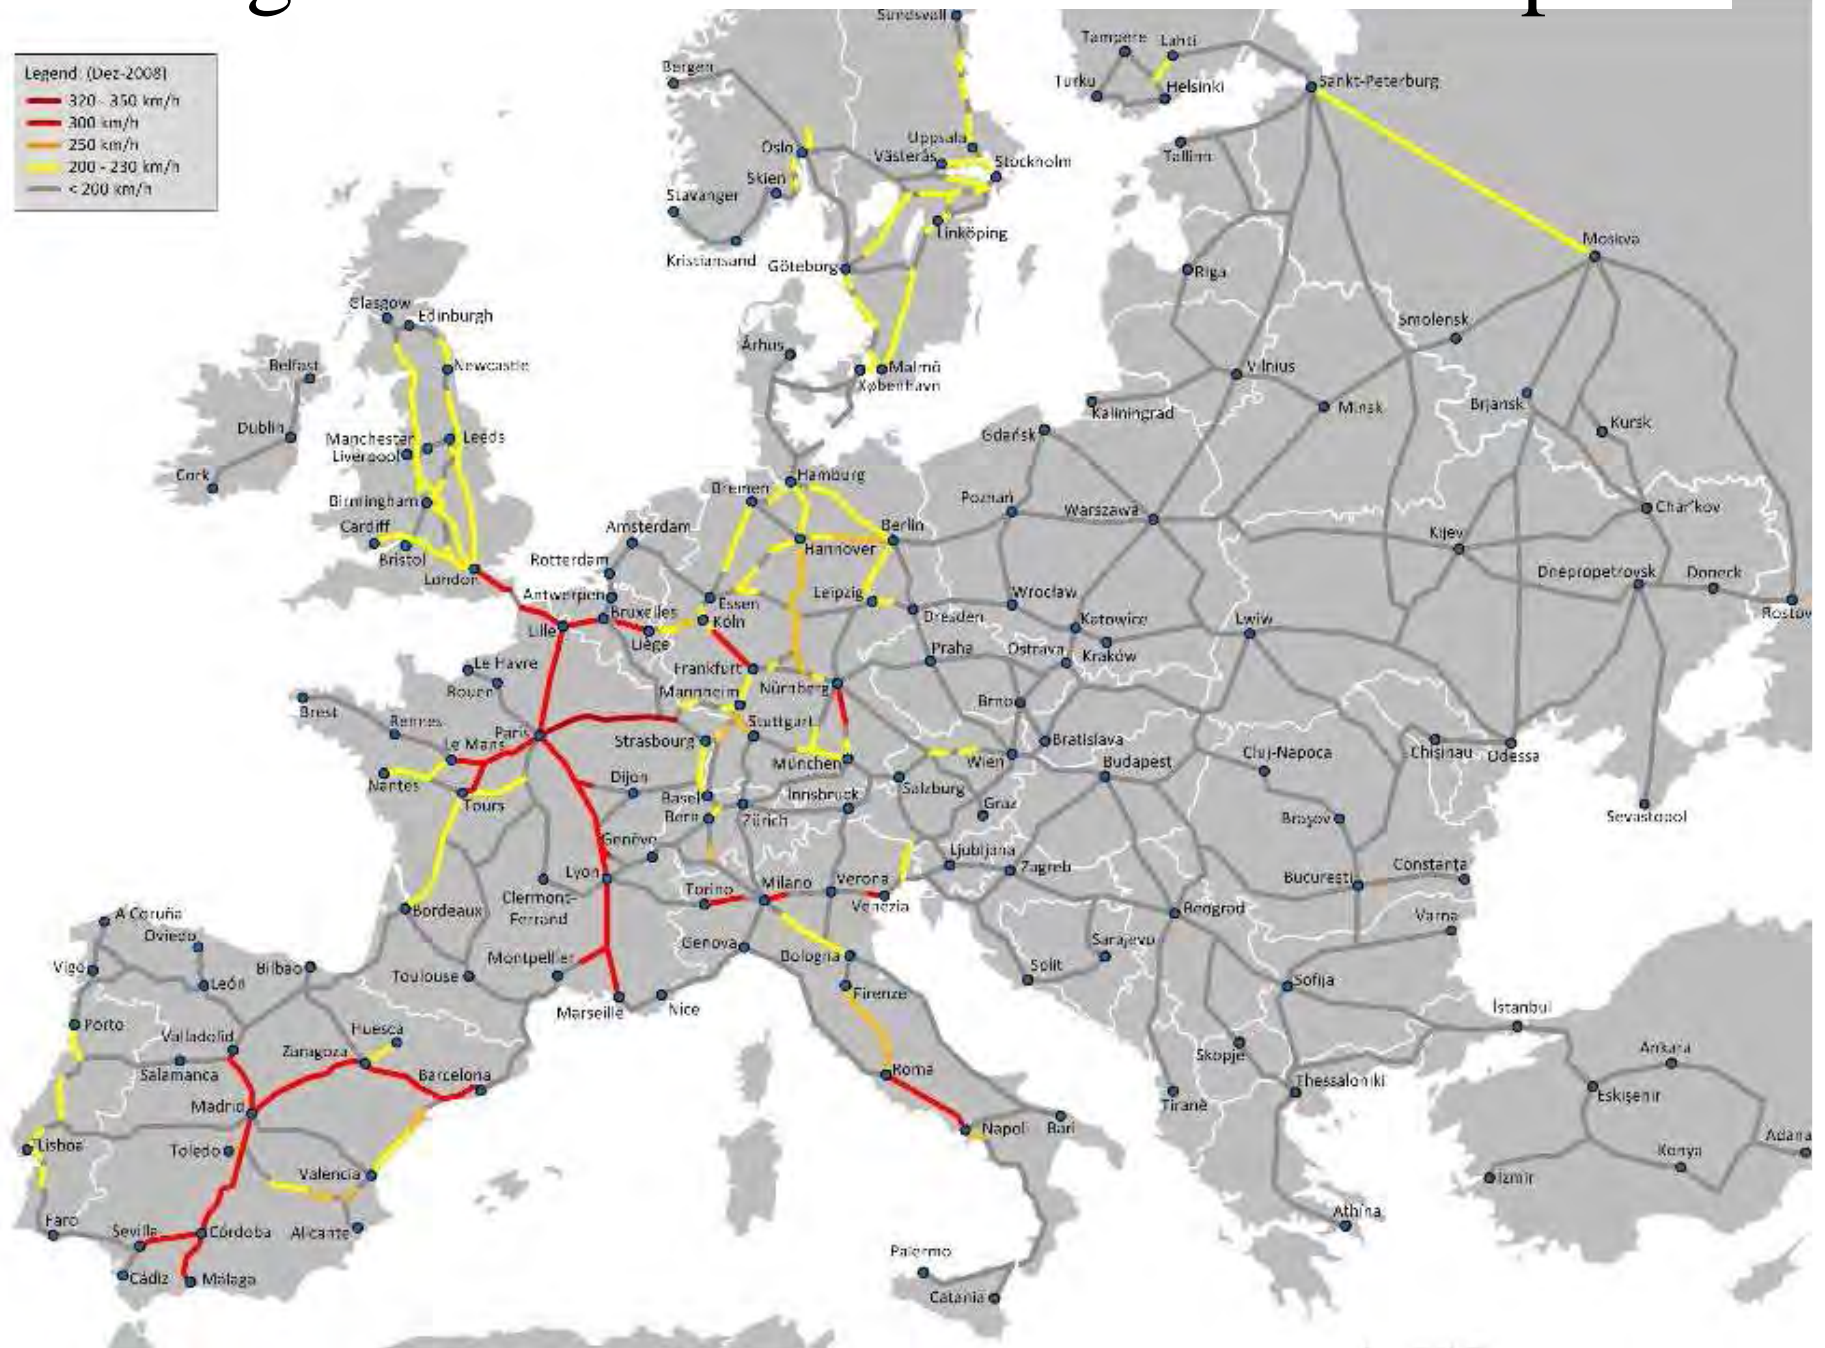 Legend: (Dez-2008)
320 - 350 km/h
300 km/h
250 km/h
200 - 230 km/h
< 200 km/h
Sundsvall
Bergen
Tampere
Lahti
Turku
Helsinki
Sankt-Peterburg
Oslo
Uppsala
Västerås
Stockholm
Tallinn
Skien
Stavanger
Linköping
Kristiansand
Göteborg
Riga
Moskva
Glasgow
Edinburgh
Smolensk
Århus
Belfast
Newcastle
Malmö
København
Vilnius
Kaliningrad
Minsk
Brjansk
Kursk
Dublin
Manchester
Leeds
Liverpool
Gdańsk
Cork
Hamburg
Bremen
Birmingham
Poznań
Warszawa
Char'kov
Cardiff
Amsterdam
Berlin
Kijev
Bristol
Hannover
Rotterdam
London
Dnepropetrovsk
Doneck
Antwerpen
Essen
Leipzig
Wrocław
Rostov
Bruxelles
Köln
Dresden
Katowice
Lwiw
Lille
Liège
Praha
Ostrava
Kraków
Le Havre
Frankfurt
Rouen
Mannheim
Nürnberg
Brest
Brno
Rennes
Paris
Stuttgart
Le Mans
Strasbourg
Bratislava
Chişinau
Odessa
Nantes
München
Wien
Cluj-Napoca
Budapest
Dijon
Tours
Basel
Innsbruck
Salzburg
Graz
Bern
Zürich
Braşov
Sevastopol
Genève
Ljubljana
Zagreb
Lyon
Torino
Milano
Verona
Bucuresti
Constanta
Clermont-
Ferrand
Venezia
Bordeaux
Beograd
Varna
A Coruña
Oviedo
Genova
Bologna
Sarajevo
Montpellier
Vigo
León
Bilbao
Toulouse
Split
Sofija
Firenze
Marseille
Nice
İstanbul
Porto
Valladolid
Huesca
Zaragoza
Skopje
Ankara
Salamanca
Barcelona
Roma
Thessaloniki
Eskişehir
Madrid
Tiranë
Lisboa
Napoli
Bari
Adana
Toledo
Valencia
Konya
İzmir
Faro
Sevilla
Córdoba
Alicante
Athína
Palermo
Cádiz
Málaga
Catania